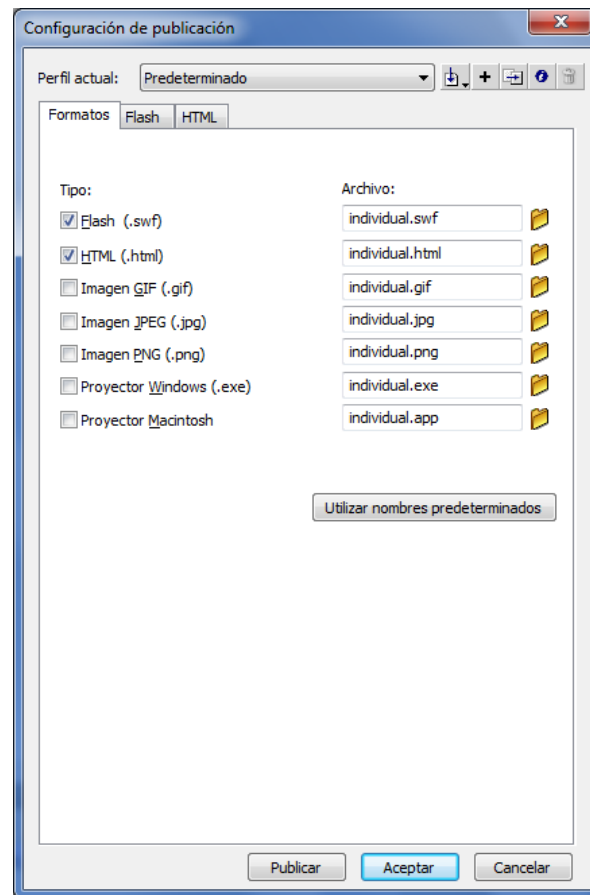 Configuración de publicación
Perfil actual: Predeterminado
Formatos Flash HTML
Tipo: Archivo:
Flash (.swf) individual.swf
HTML (.html) individual.html
Imagen GIF (.gif) individual.gif
Imagen JPEG (.jpg) individual.jpg
Imagen PNG (.png) individual.png
Proyector Windows (.exe) individual.exe
Proyector Macintosh individual.app
Utilizar nombres predeterminados
Publicar Aceptar Cancelar